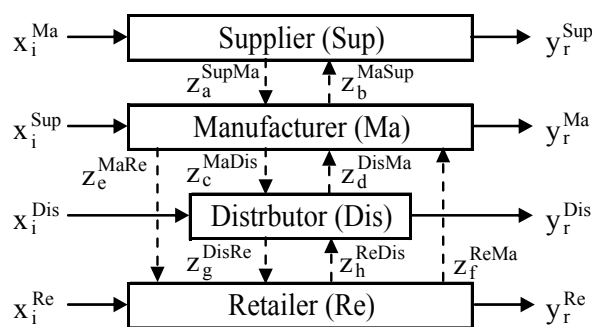 x_i^Ma Supplier (Sup) y_r^Sup
z_a^SupMa z_b^MaSup
x_i^Sup Manufacturer (Ma) y_r^Ma
z_e^MaRe z_c^MaDis z_d^DisMa
x_i^Dis Distrbutor (Dis) y_r^Dis
z_g^DisRe z_h^ReDis z_f^ReMa
x_i^Re Retailer (Re) y_r^Re